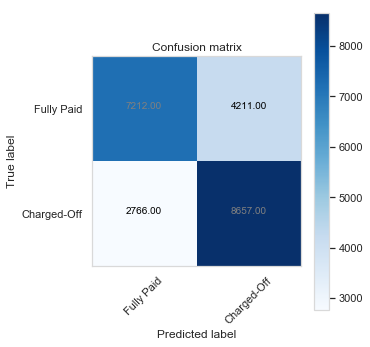 Confusion matrix
True label
Fully Paid
7212.00
4211.00
Charged-Off
2766.00
8657.00
Fully Paid
Charged-Off
Predicted label
8000
7000
6000
5000
4000
3000